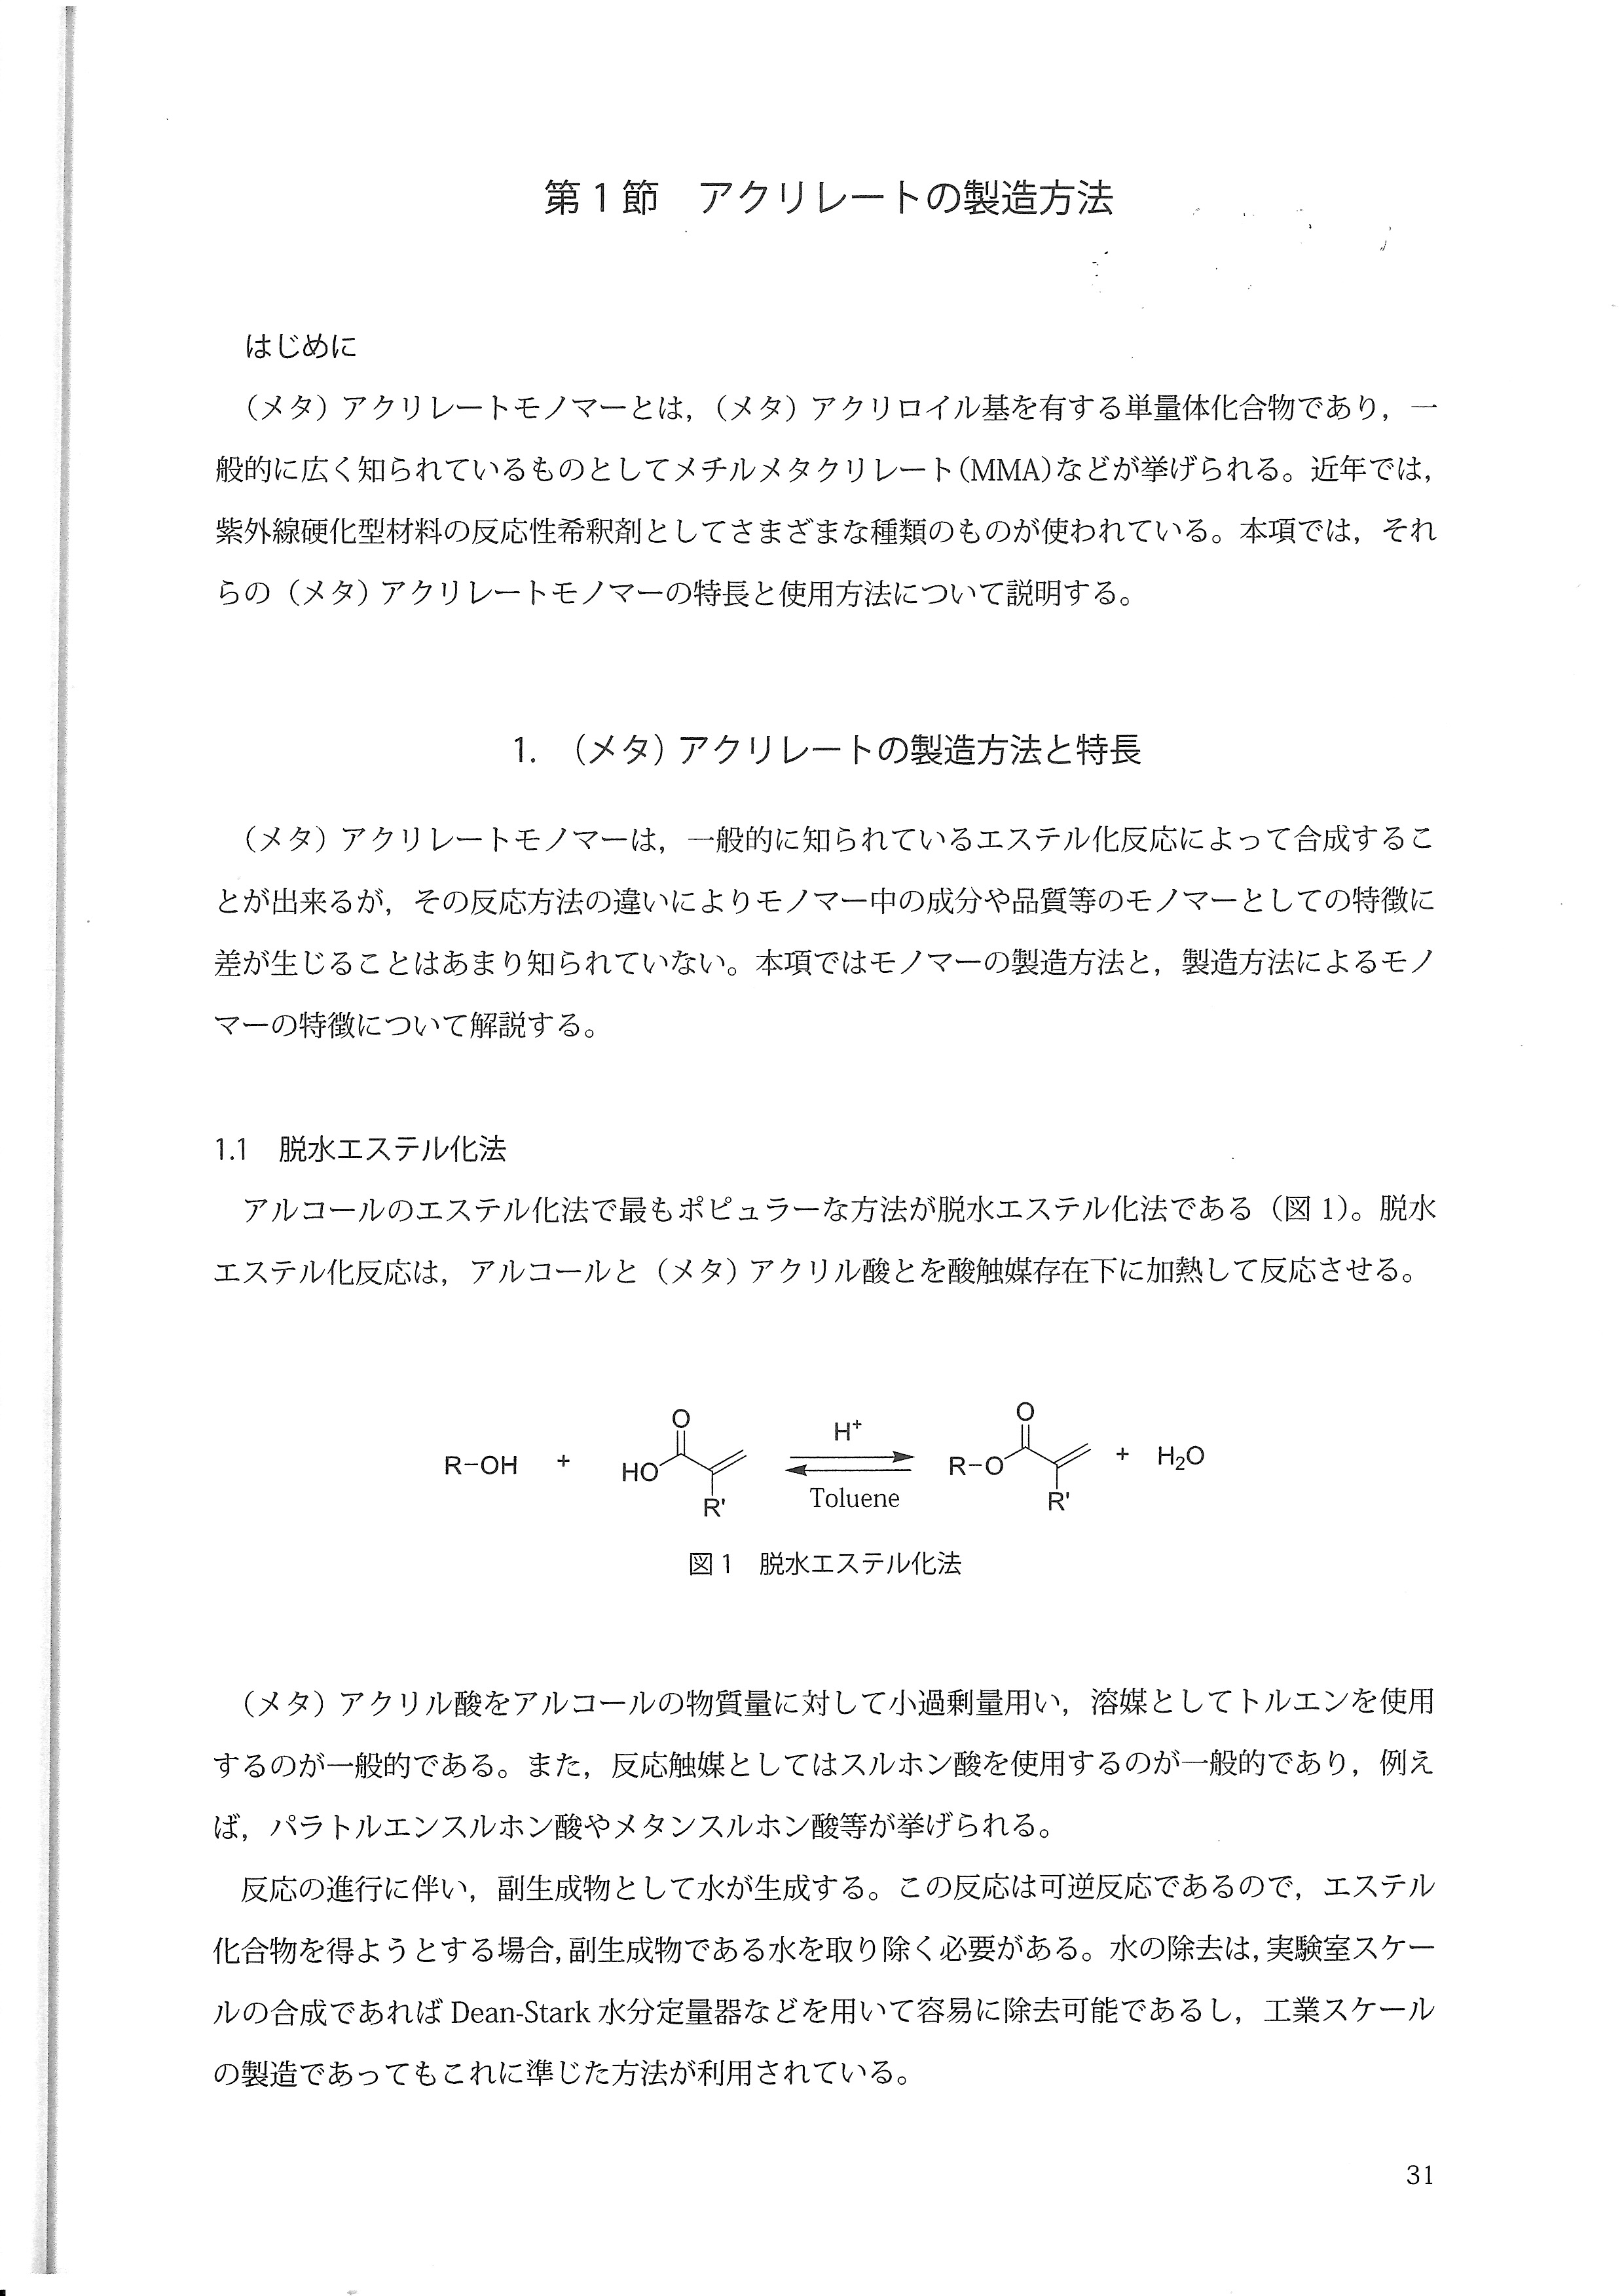 第1節　アクリレートの製造方法
はじめに
（メタ）アクリレートモノマーとは，（メタ）アクリロイル基を有する単量体化合物であり，一
般的に広く知られているものとしてメチルメタクリレート(MMA)などが挙げられる。近年では，
紫外線硬化型材料の反応性希釈剤としてさまざまな種類のものが使われている。本項では，それ
らの（メタ）アクリレートモノマーの特長と使用方法について説明する。
1.　（メタ）アクリレートの製造方法と特長
（メタ）アクリレートモノマーは，一般的に知られているエステル化反応によって合成するこ
とが出来るが，その反応方法の違いによりモノマー中の成分や品質等のモノマーとしての特徴に
差が生じることはあまり知られていない。本項ではモノマーの製造方法と，製造方法によるモノ
マーの特徴について解説する。
1.1　脱水エステル化法
アルコールのエステル化法で最もポピュラーな方法が脱水エステル化法である（図1）。脱水
エステル化反応は，アルコールと（メタ）アクリル酸とを酸触媒存在下に加熱して反応させる。
O
O
H⁺
R−OH + HO R' Toluene R−O R' + H₂O
図1　脱水エステル化法
（メタ）アクリル酸をアルコールの物質量に対して小過剰量用い，溶媒としてトルエンを使用
するのが一般的である。また，反応触媒としてはスルホン酸を使用するのが一般的であり，例え
ば，パラトルエンスルホン酸やメタンスルホン酸等が挙げられる。
反応の進行に伴い，副生成物として水が生成する。この反応は可逆反応であるので，エステル
化合物を得ようとする場合，副生成物である水を取り除く必要がある。水の除去は，実験室スケー
ルの合成であれば Dean-Stark 水分定量器などを用いて容易に除去可能であるし，工業スケール
の製造であってもこれに準じた方法が利用されている。
31